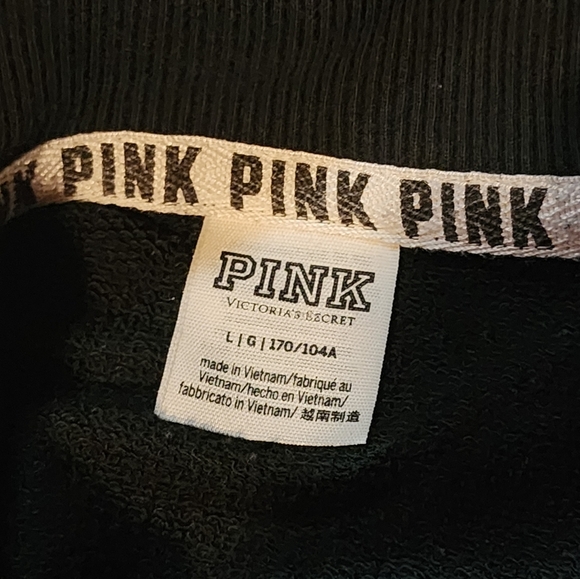 PINK PINK PINK
PINK
VICTORIA'S SECRET
L | G | 170/104A
made in Vietnam/fabriqué au
Vietnam/hecho en Vietnam/
fabbricato in Vietnam/ 越南制造